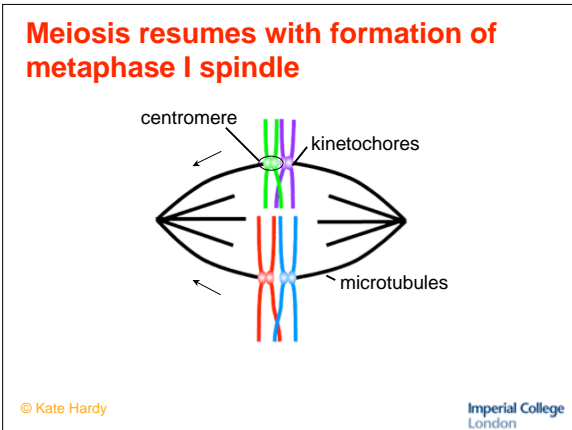 Meiosis resumes with formation of
metaphase I spindle
centromere
kinetochores
microtubules
© Kate Hardy
Imperial College
London